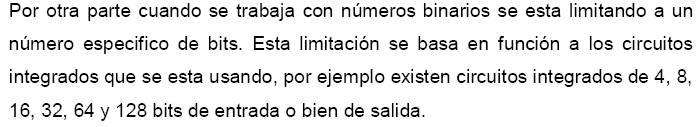 Por otra parte cuando se trabaja con números binarios se esta limitando a un
número especifico de bits. Esta limitación se basa en función a los circuitos
integrados que se esta usando, por ejemplo existen circuitos integrados de 4, 8,
16, 32, 64 y 128 bits de entrada o bien de salida.